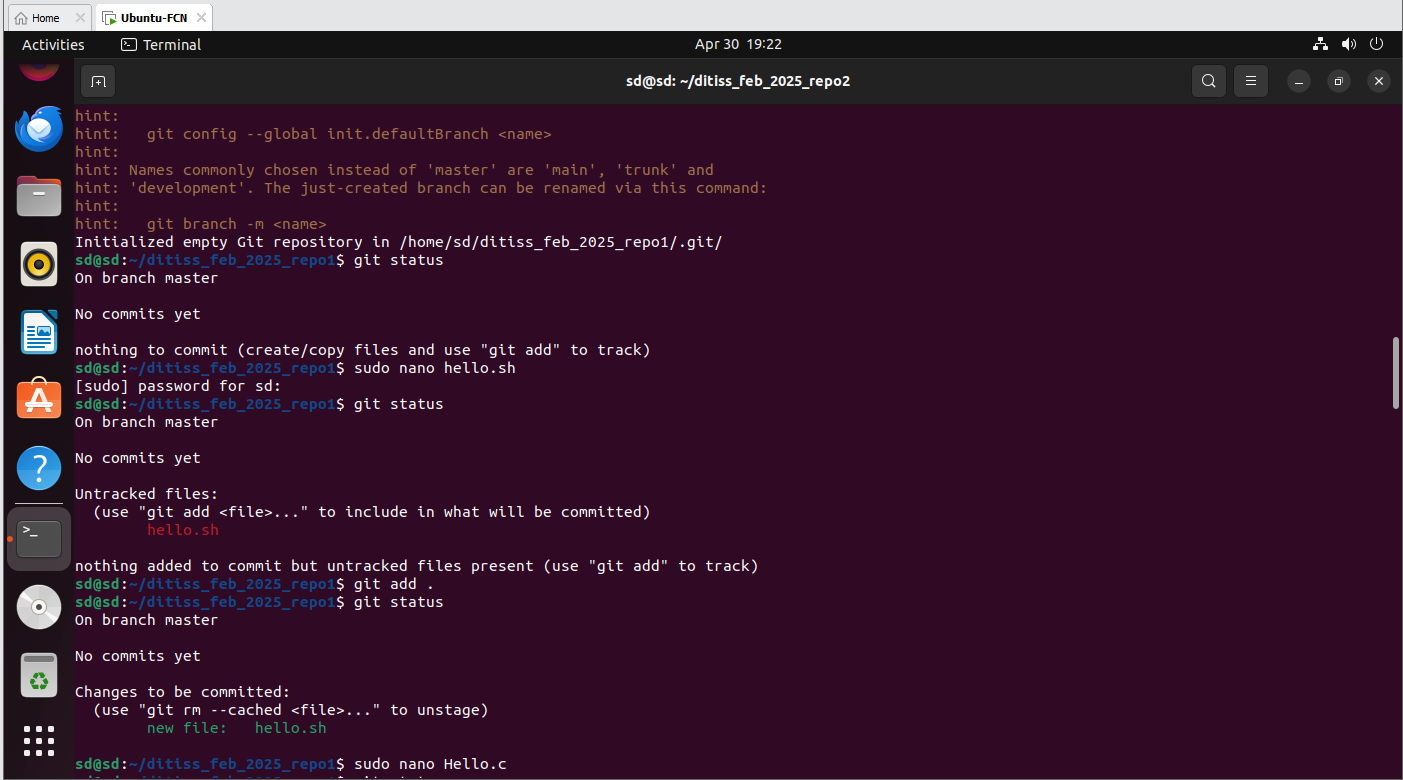 Home
Ubuntu-FCN
Activities
Terminal
Apr 30 19:22
sd@sd: ~/ditiss_feb_2025_repo2
hint:
hint:   git config --global init.defaultBranch <name>
hint:
hint: Names commonly chosen instead of 'master' are 'main', 'trunk' and
hint: 'development'. The just-created branch can be renamed via this command:
hint:
hint:   git branch -m <name>
Initialized empty Git repository in /home/sd/ditiss_feb_2025_repo1/.git/
sd@sd:~/ditiss_feb_2025_repo1$ git status
On branch master
No commits yet
nothing to commit (create/copy files and use "git add" to track)
sd@sd:~/ditiss_feb_2025_repo1$ sudo nano hello.sh
[sudo] password for sd:
sd@sd:~/ditiss_feb_2025_repo1$ git status
On branch master
No commits yet
Untracked files:
  (use "git add <file>..." to include in what will be committed)
        hello.sh
nothing added to commit but untracked files present (use "git add" to track)
sd@sd:~/ditiss_feb_2025_repo1$ git add .
sd@sd:~/ditiss_feb_2025_repo1$ git status
On branch master
No commits yet
Changes to be committed:
  (use "git rm --cached <file>..." to unstage)
        new file:   hello.sh
sd@sd:~/ditiss_feb_2025_repo1$ sudo nano Hello.c